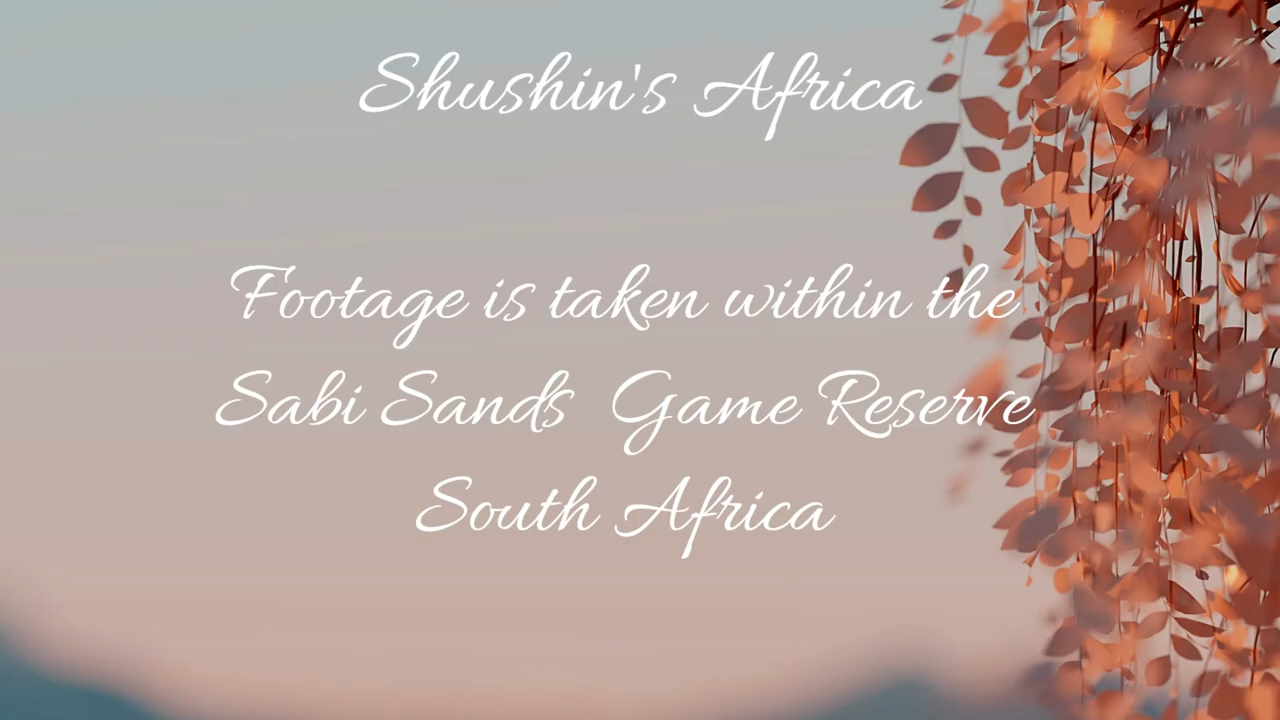 Shushin's Africa
Footage is taken within the
Sabi Sands Game Reserve
South Africa